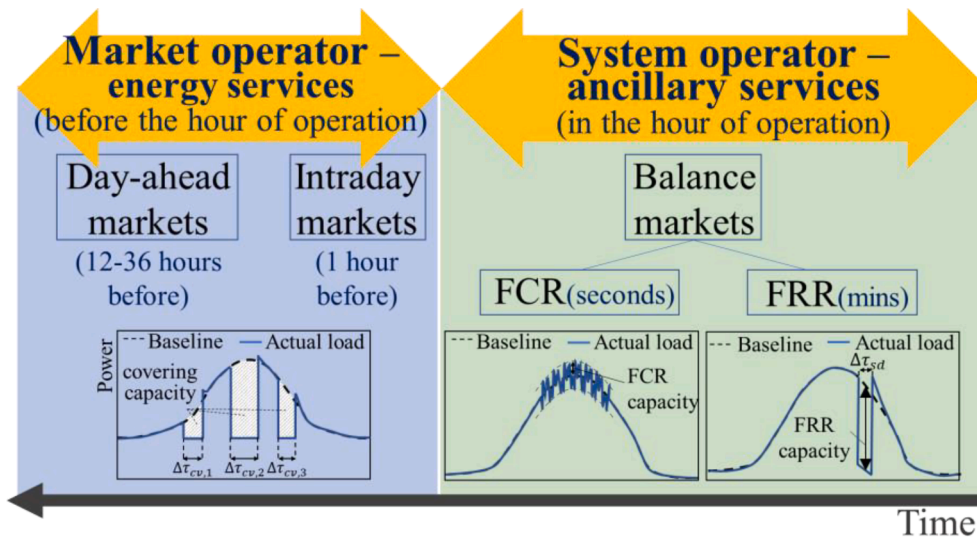 Market operator –
energy services
(before the hour of operation)
System operator –
ancillary services
(in the hour of operation)
Day-ahead
markets
(12-36 hours
before)
Intraday
markets
(1 hour
before)
Balance
markets
FCR(seconds)
FRR(mins)
Power
Baseline
Actual load
covering
capacity
Δτcv,1
Δτcv,2
Δτcv,3
Baseline
Actual load
FCR
capacity
Baseline
Actual load
Δτsd
FRR
capacity
Time